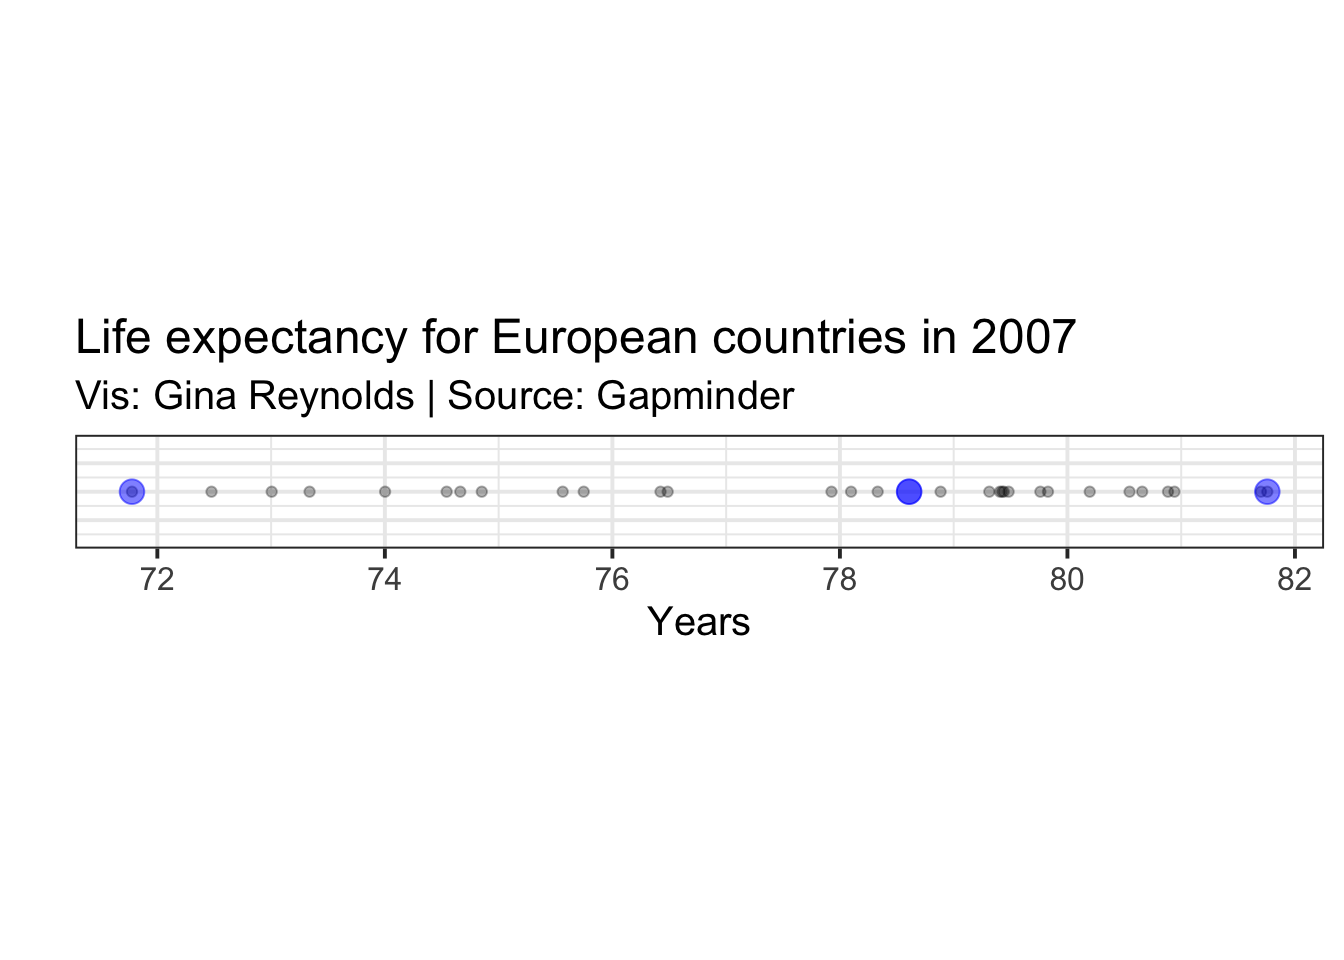 Life expectancy for European countries in 2007
Vis: Gina Reynolds | Source: Gapminder
72 74 76 78 80 82
Years